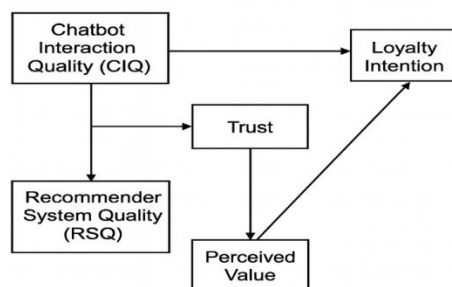 Chatbot
Interaction
Quality (CIQ)
Loyalty
Intention
Trust
Recommender
System Quality
(RSQ)
Perceived
Value